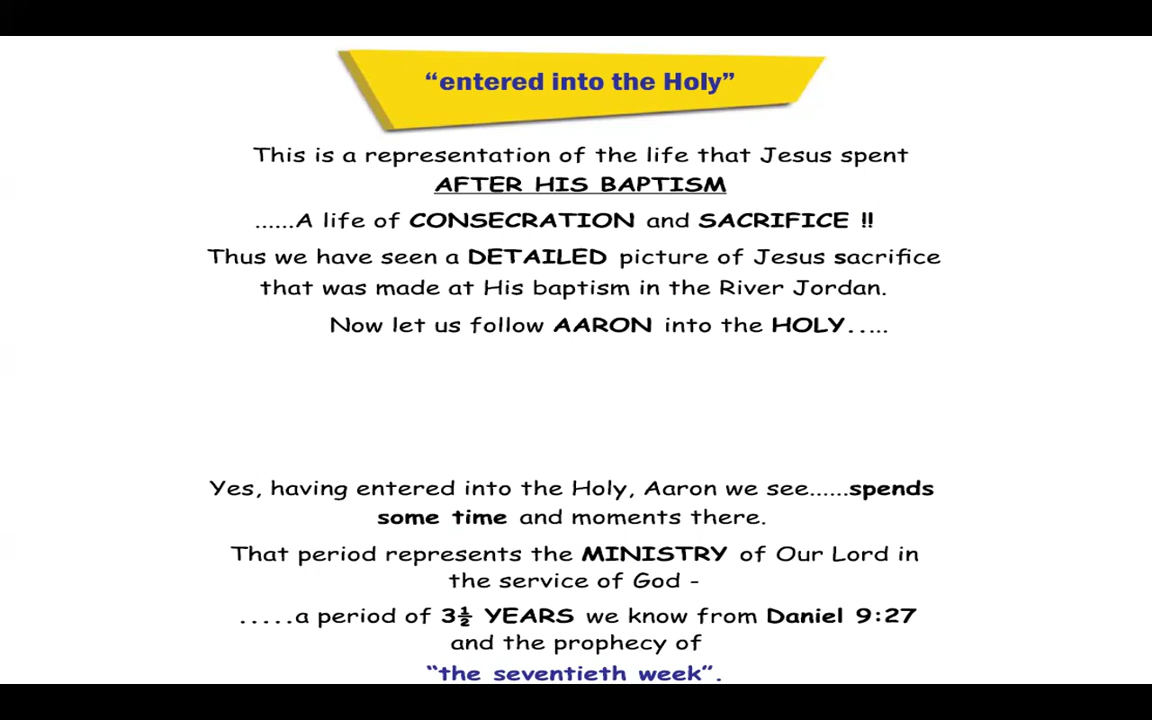 “entered into the Holy”
This is a representation of the life that Jesus spent
AFTER HIS BAPTISM
......A life of CONSECRATION and SACRIFICE !!
Thus we have seen a DETAILED picture of Jesus sacrifice
that was made at His baptism in the River Jordan.
Now let us follow AARON into the HOLY.....
Yes, having entered into the Holy, Aaron we see......spends
some time and moments there.
That period represents the MINISTRY of Our Lord in
the service of God -
.....a period of 3½ YEARS we know from Daniel 9:27
and the prophecy of
“the seventieth week”.